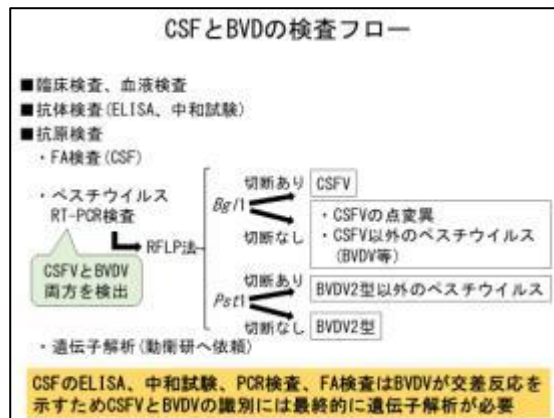 CSFとBVDの検査フロー
■臨床検査、血液検査
■抗体検査(ELISA、中和試験)
■抗原検査
・FA検査(CSF)
・ペスチウイルス
RT-PCR検査
CSFVとBVDV
両方を検出
RFLP法
Bgl1
切断あり
CSFV
切断なし
・CSFVの点変異
・CSFV以外のペスチウイルス
(BVDV等)
Pst1
切断あり
BVDV2型以外のペスチウイルス
切断なし
BVDV2型
・遺伝子解析(動衛研へ依頼)
CSFのELISA、中和試験、PCR検査、FA検査はBVDVが交差反応を
示すためCSFVとBVDVの識別には最終的に遺伝子解析が必要